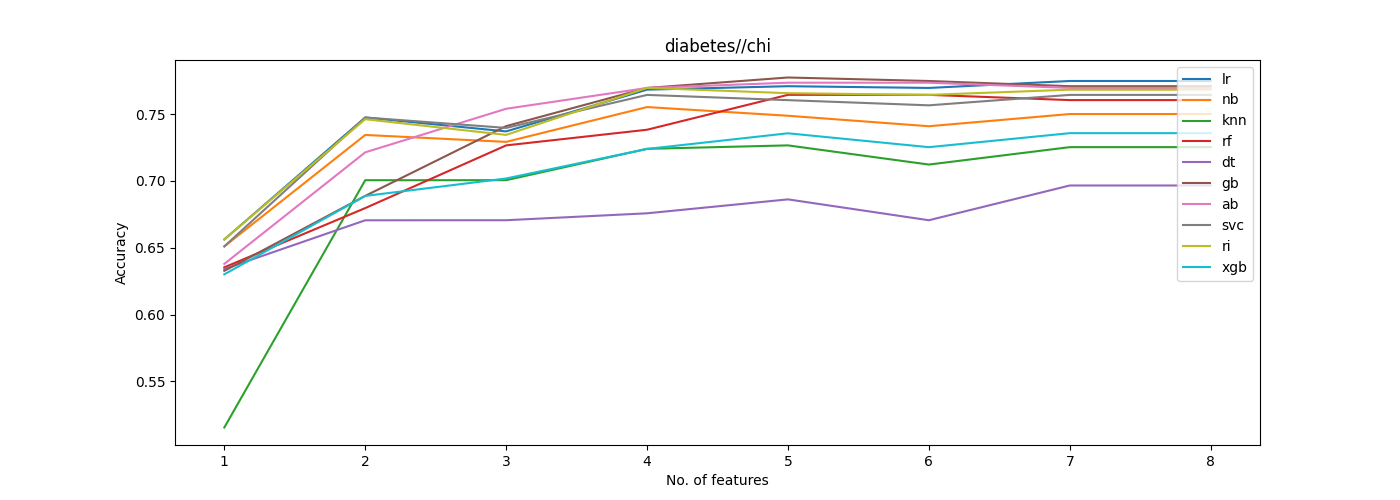 diabetes//chi
Accuracy
0.75
0.70
0.65
0.60
0.55
lr
nb
knn
rf
dt
gb
ab
svc
ri
xgb
1 2 3 4 5 6 7 8
No. of features